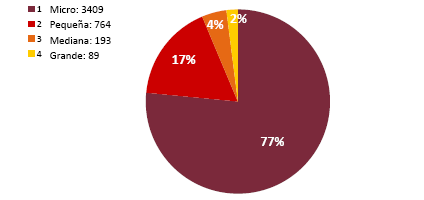 1 Micro: 3409
2 Pequeña: 764
3 Mediana: 193
4 Grande: 89
2%
4%
17%
77%